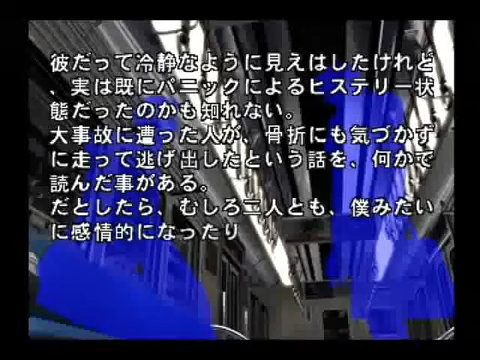 彼だって冷静なように見えはしたけれど
、実は既にパニックによるヒステリー状
態だったのかも知れない。
大事故に遭った人が、骨折にも気づかず
に走って逃げ出したという話を、何かで
読んだ事がある。
だとしたら、むしろ二人とも、僕みたい
に感情的になったり